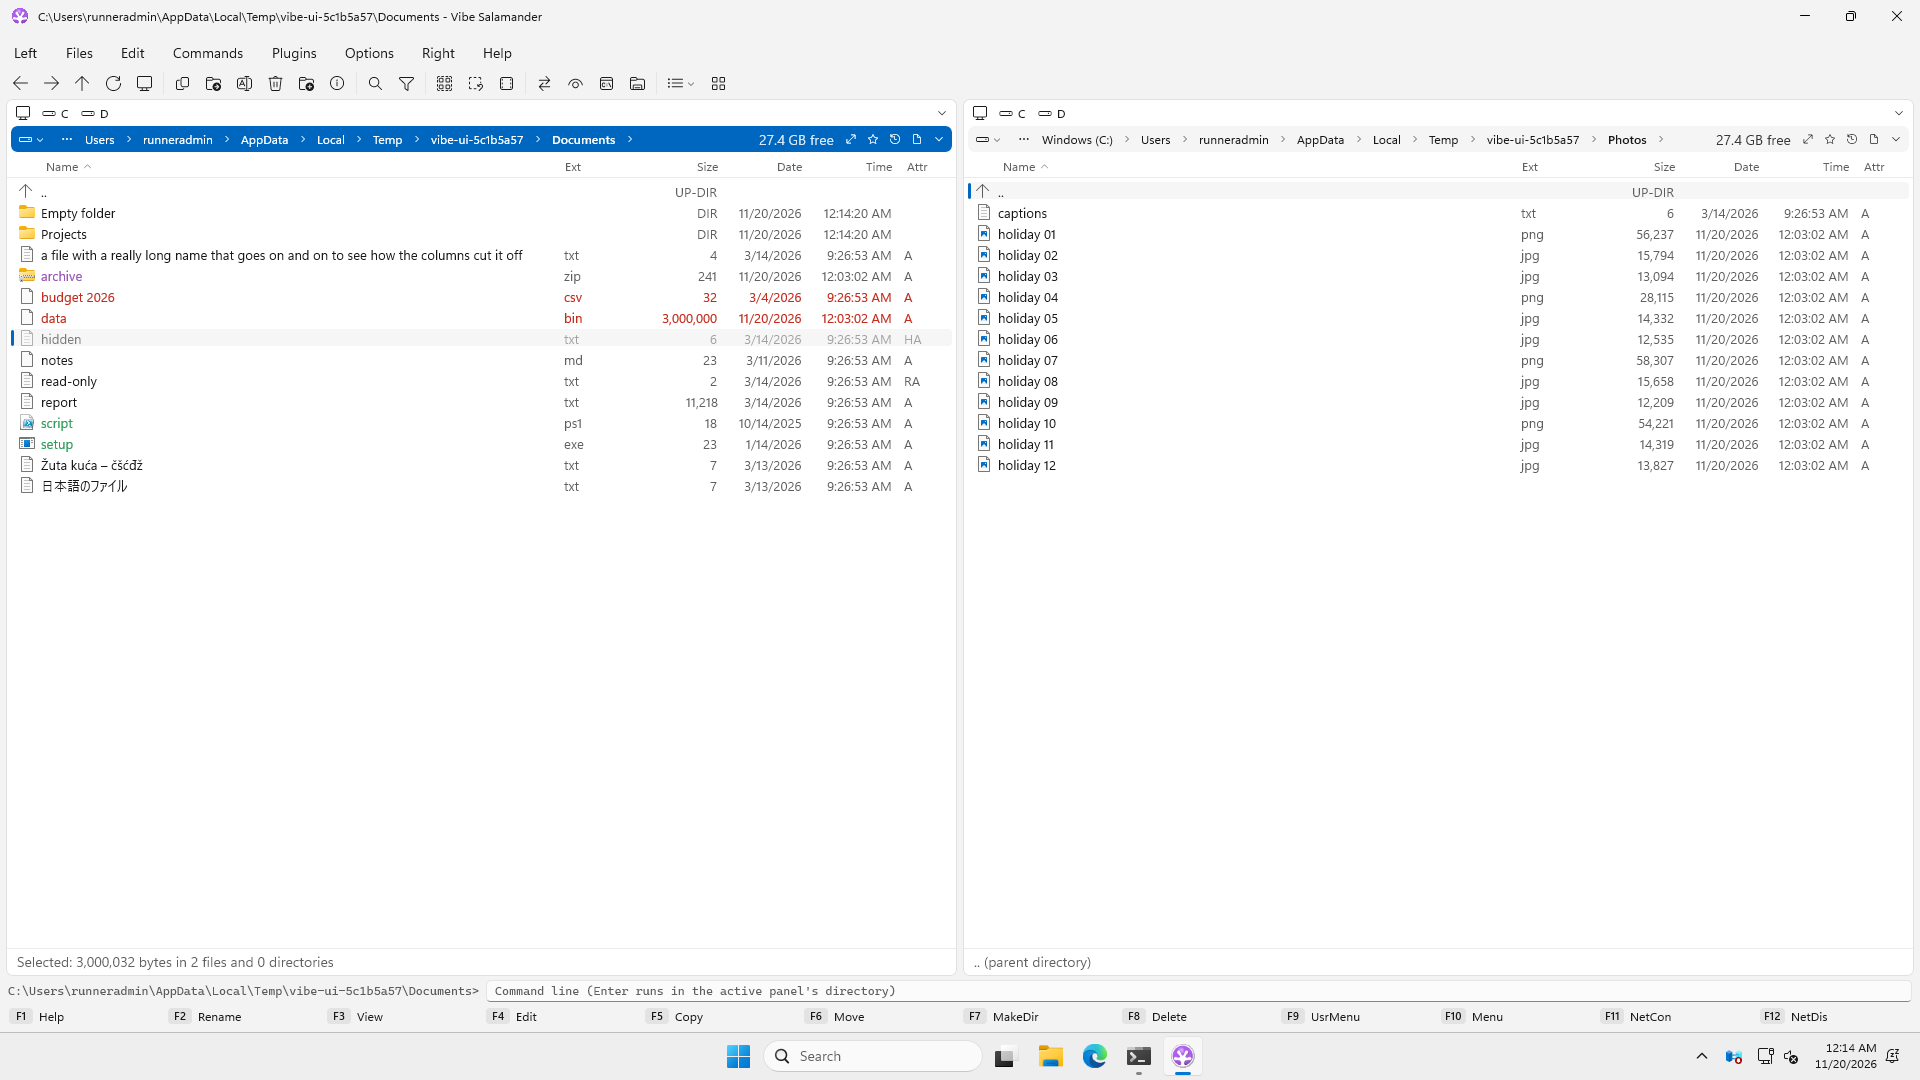 C:\Users\runneradmin\AppData\Local\Temp\vibe-ui-5c1b5a57\Documents - Vibe Salamander
Left Files Edit Commands Plugins Options Right Help
C D
... Users runneradmin AppData Local Temp vibe-ui-5c1b5a57 Documents 27.4 GB free
Name Ext Size Date Time Attr
.. UP-DIR
Empty folder DIR 11/20/2026 12:14:20 AM
Projects DIR 11/20/2026 12:14:20 AM
a file with a really long name that goes on and on to see how the columns cut it off txt 4 3/14/2026 9:26:53 AM A
archive zip 241 11/20/2026 12:03:02 AM A
budget 2026 csv 32 3/4/2026 9:26:53 AM A
data bin 3,000,000 11/20/2026 12:03:02 AM A
hidden txt 6 3/14/2026 9:26:53 AM HA
notes md 23 3/11/2026 9:26:53 AM A
read-only txt 2 3/14/2026 9:26:53 AM RA
report txt 11,218 3/14/2026 9:26:53 AM A
script ps1 18 10/14/2025 9:26:53 AM A
setup exe 23 1/14/2026 9:26:53 AM A
Žuta kuća – čšćđž txt 7 3/13/2026 9:26:53 AM A
日本語のファイル txt 7 3/13/2026 9:26:53 AM A
Selected: 3,000,032 bytes in 2 files and 0 directories
C D
... Windows (C:) Users runneradmin AppData Local Temp vibe-ui-5c1b5a57 Photos 27.4 GB free
Name Ext Size Date Time Attr
.. UP-DIR
captions txt 6 3/14/2026 9:26:53 AM A
holiday 01 png 56,237 11/20/2026 12:03:02 AM A
holiday 02 jpg 15,794 11/20/2026 12:03:02 AM A
holiday 03 jpg 13,094 11/20/2026 12:03:02 AM A
holiday 04 png 28,115 11/20/2026 12:03:02 AM A
holiday 05 jpg 14,332 11/20/2026 12:03:02 AM A
holiday 06 jpg 12,535 11/20/2026 12:03:02 AM A
holiday 07 png 58,307 11/20/2026 12:03:02 AM A
holiday 08 jpg 15,658 11/20/2026 12:03:02 AM A
holiday 09 jpg 12,209 11/20/2026 12:03:02 AM A
holiday 10 png 54,221 11/20/2026 12:03:02 AM A
holiday 11 jpg 14,319 11/20/2026 12:03:02 AM A
holiday 12 jpg 13,827 11/20/2026 12:03:02 AM A
.. (parent directory)
C:\Users\runneradmin\AppData\Local\Temp\vibe-ui-5c1b5a57\Documents> Command line (Enter runs in the active panel's directory)
F1 Help F2 Rename F3 View F4 Edit F5 Copy F6 Move F7 MakeDir F8 Delete F9 UsrMenu F10 Menu F11 NetCon F12 NetDis
Search
12:14 AM
11/20/2026